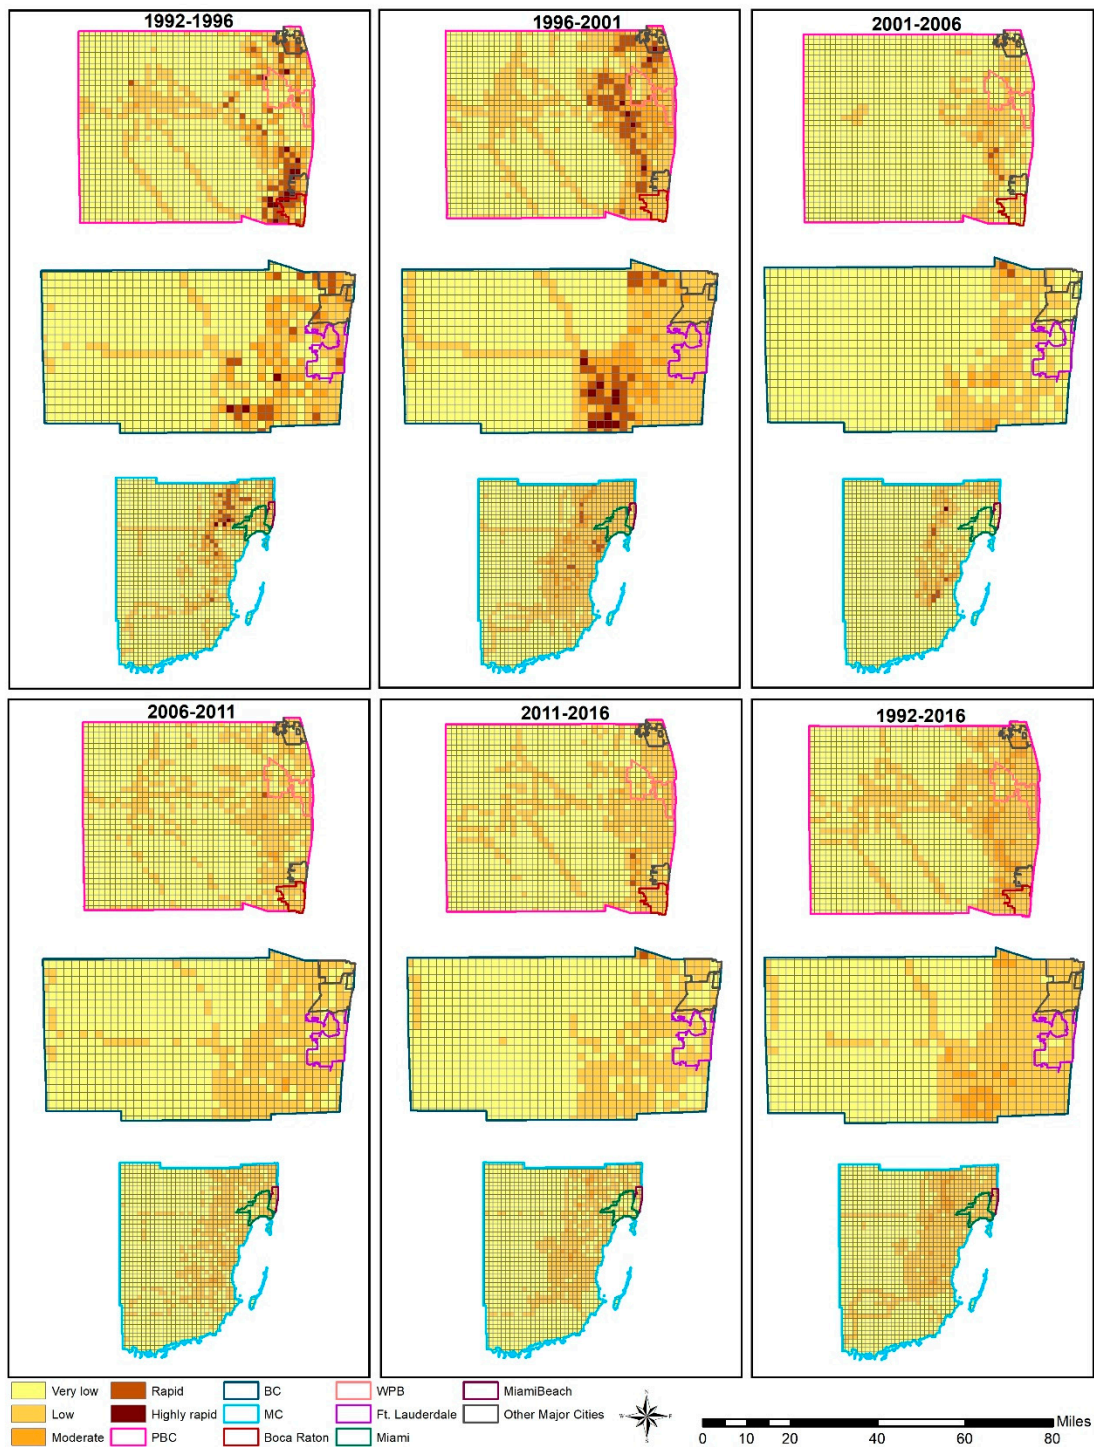 1992-1996
1996-2001
2001-2006
2006-2011
2011-2016
1992-2016
Very low
Rapid
BC
WPB
MiamiBeach
Low
Highly rapid
MC
Ft. Lauderdale
Other Major Cities
Moderate
PBC
Boca Raton
Miami
N
W
E
S
Miles
0 10 20 40 60 80